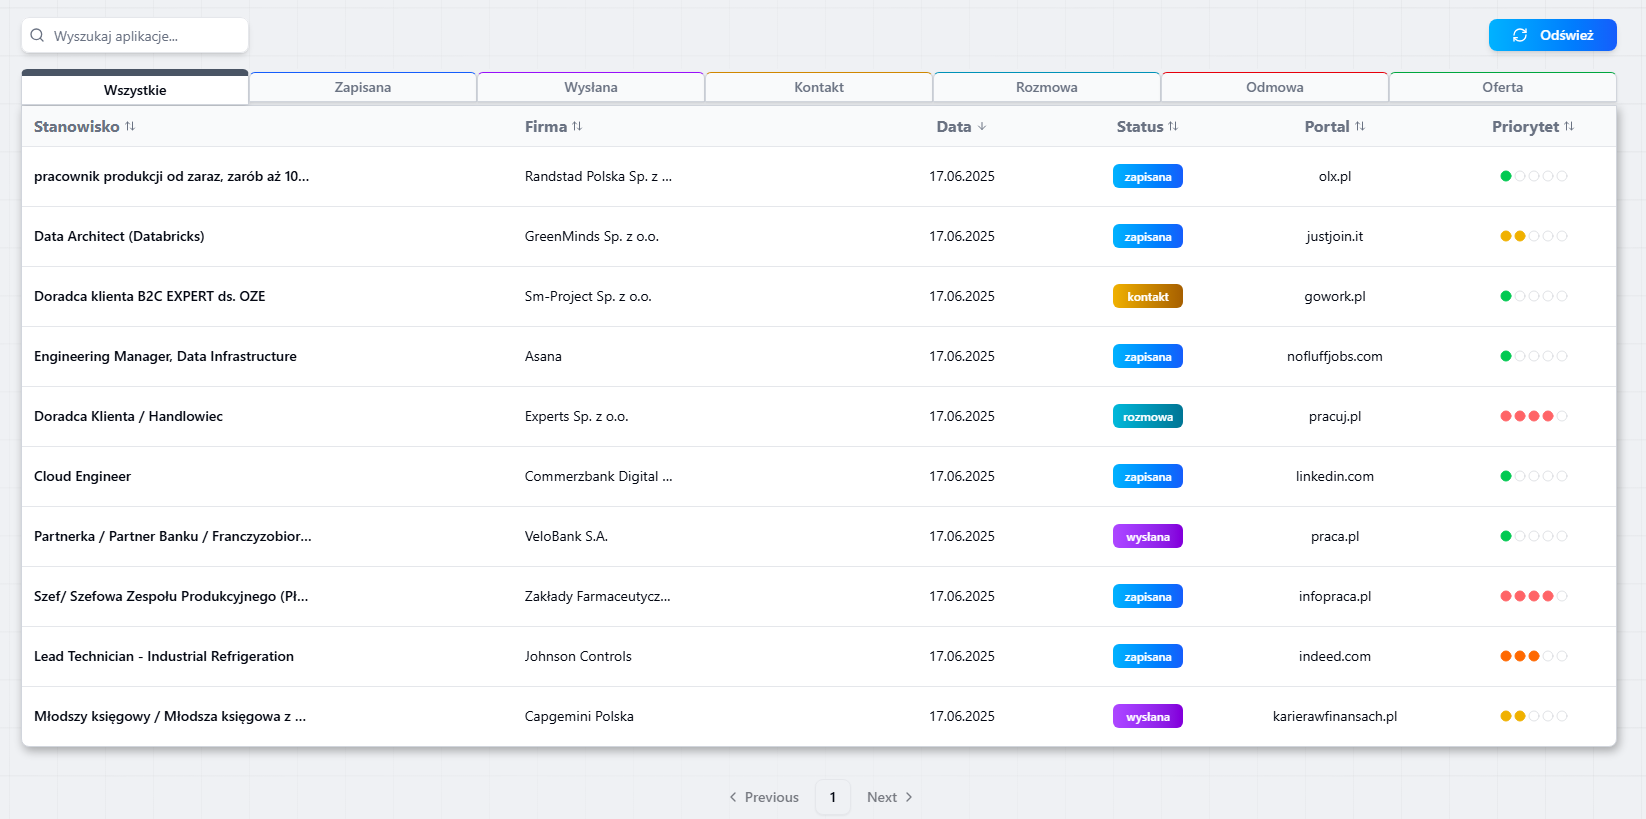 Wyszukaj aplikacje...
Odśwież
Wszystkie Zapisana Wysłana Kontakt Rozmowa Odmowa Oferta
Stanowisko Firma Data Status Portal Priorytet
pracownik produkcji od zaraz, zarób aż 10... Randstad Polska Sp. z ... 17.06.2025 zapisana olx.pl
Data Architect (Databricks) GreenMinds Sp. z o.o. 17.06.2025 zapisana justjoin.it
Doradca klienta B2C EXPERT ds. OZE Sm-Project Sp. z o.o. 17.06.2025 kontakt gowork.pl
Engineering Manager, Data Infrastructure Asana 17.06.2025 zapisana nofluffjobs.com
Doradca Klienta / Handlowiec Experts Sp. z o.o. 17.06.2025 rozmowa pracuj.pl
Cloud Engineer Commerzbank Digital ... 17.06.2025 zapisana linkedin.com
Partnerka / Partner Banku / Franczyzobior... VeloBank S.A. 17.06.2025 wysłana praca.pl
Szef/ Szefowa Zespołu Produkcyjnego (Pł... Zakłady Farmaceutycz... 17.06.2025 zapisana infopraca.pl
Lead Technician - Industrial Refrigeration Johnson Controls 17.06.2025 zapisana indeed.com
Młodszy księgowy / Młodsza księgowa z ... Capgemini Polska 17.06.2025 wysłana karierawfinansach.pl
Previous 1 Next